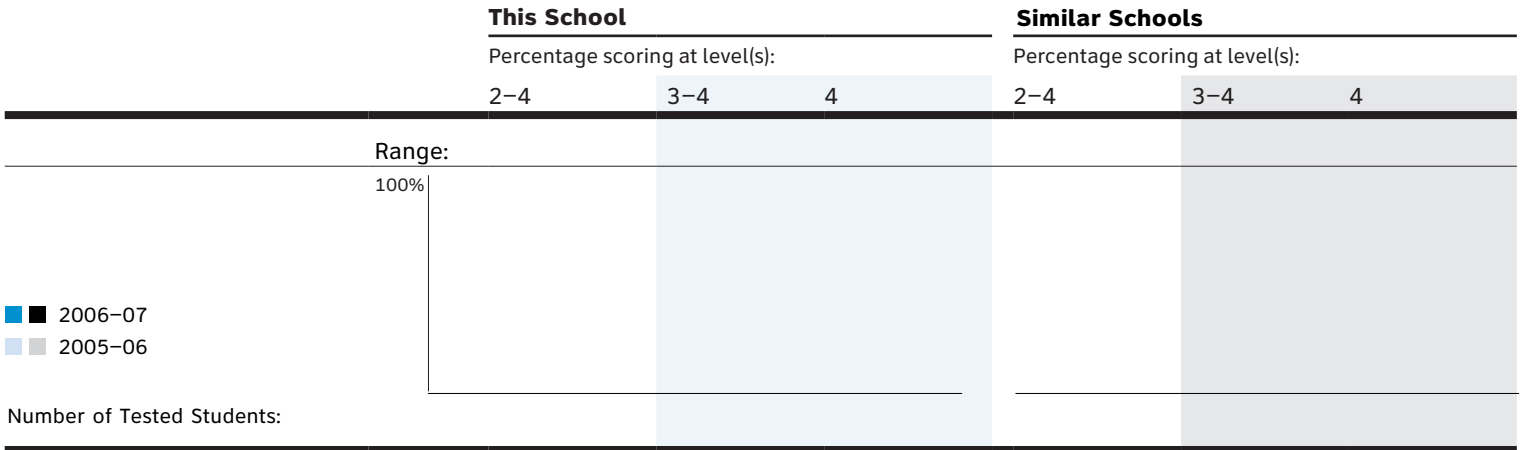 This School Similar Schools
Percentage scoring at level(s): Percentage scoring at level(s):
2–4 3–4 4 2–4 3–4 4
Range:
100%
2006–07
2005–06
Number of Tested Students: